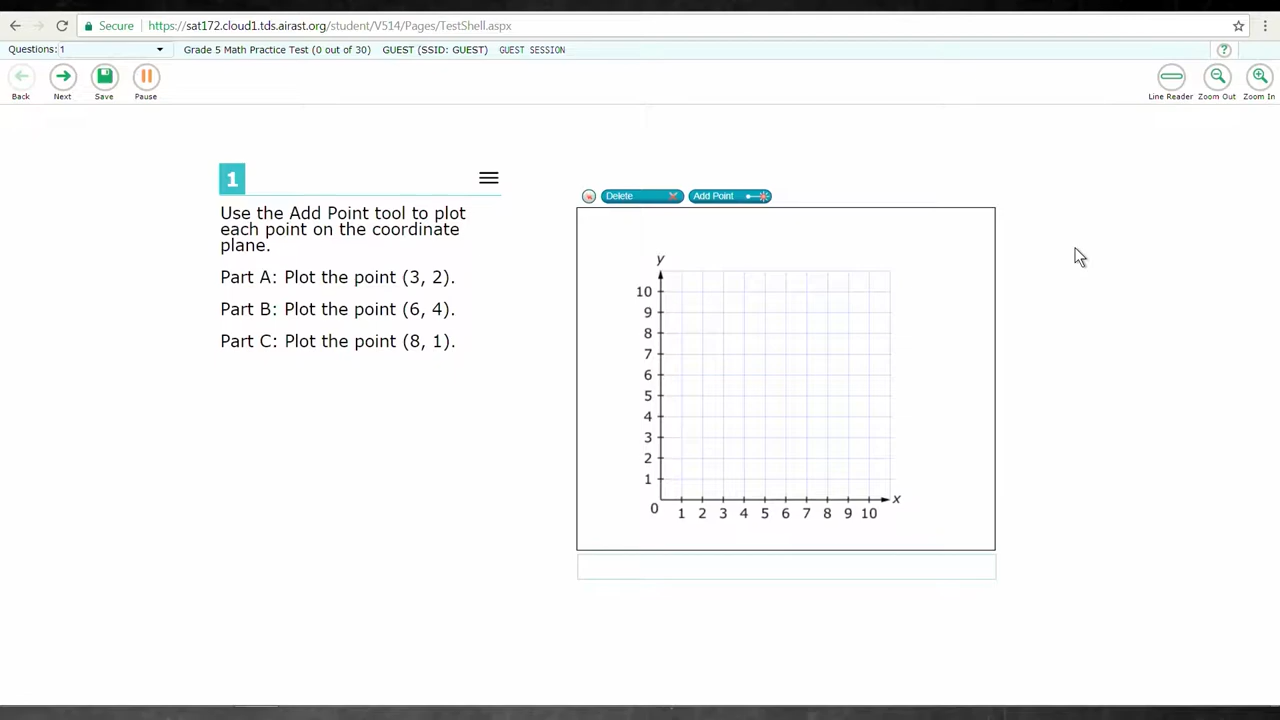 Secure
https://sat172.cloud1.tds.airast.org/student/V514/Pages/TestShell.aspx
Questions: 1
Grade 5 Math Practice Test (0 out of 30)
GUEST (SSID: GUEST)
GUEST SESSION
?
Back
Next
Save
Pause
Line Reader
Zoom Out
Zoom In
1
Use the Add Point tool to plot
each point on the coordinate
plane.
Part A: Plot the point (3, 2).
Part B: Plot the point (6, 4).
Part C: Plot the point (8, 1).
Delete
Add Point
y
10
9
8
7
6
5
4
3
2
1
0
1 2 3 4 5 6 7 8 9 10
x